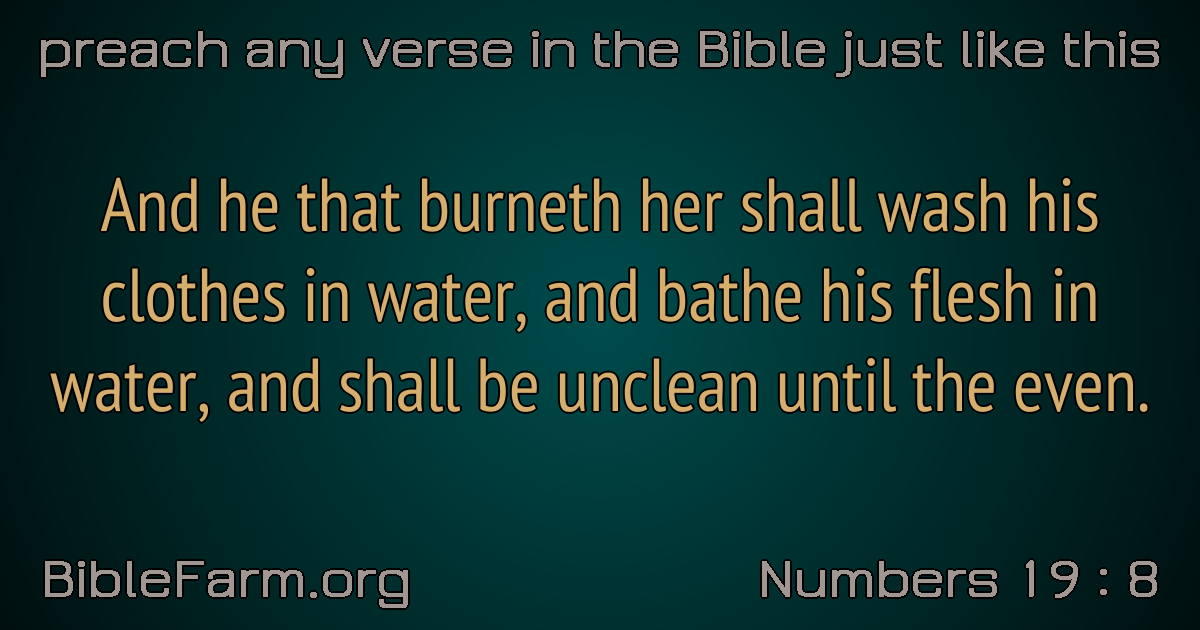 preach any verse in the Bible just like this
And he that burneth her shall wash his
clothes in water, and bathe his flesh in
water, and shall be unclean until the even.
BibleFarm.org
Numbers 19 : 8